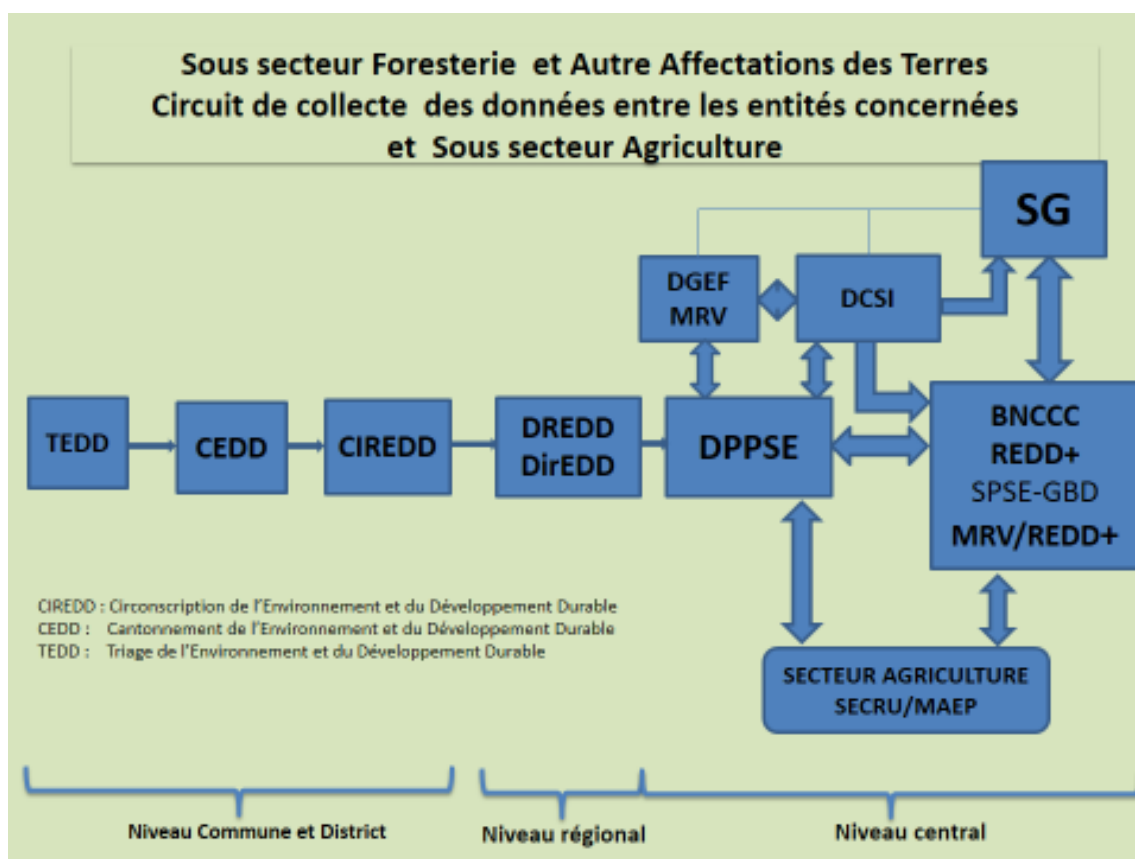 Sous secteur Foresterie et Autre Affectations des Terres
Circuit de collecte des données entre les entités concernées
et Sous secteur Agriculture
SG
DGEF
MRV
DCSI
TEDD
CEDD
CIREDD
DREDD
DirEDD
DPPSE
BNCCC
REDD+
SPSE-GBD
MRV/REDD+
CIREDD : Circonscription de l'Environnement et du Développement Durable
CEDD : Cantonnement de l'Environnement et du Développement Durable
TEDD : Triage de l'Environnement et du Développement Durable
SECTEUR AGRICULTURE
SECRU/MAEP
Niveau Commune et District
Niveau régional
Niveau central